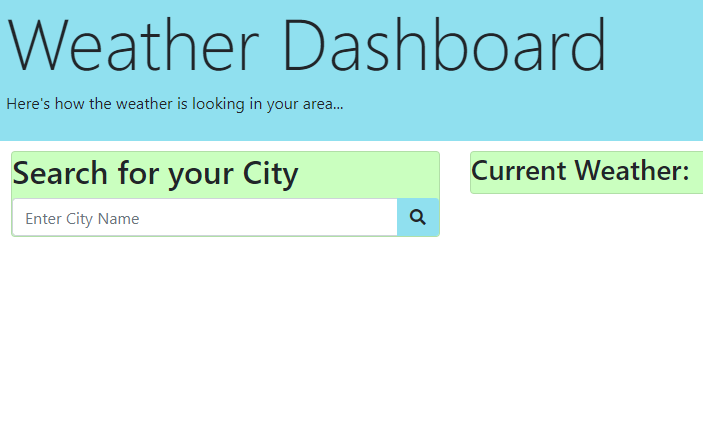 Weather Dashboard
Here's how the weather is looking in your area...
Search for your City
Enter City Name
Current Weather: